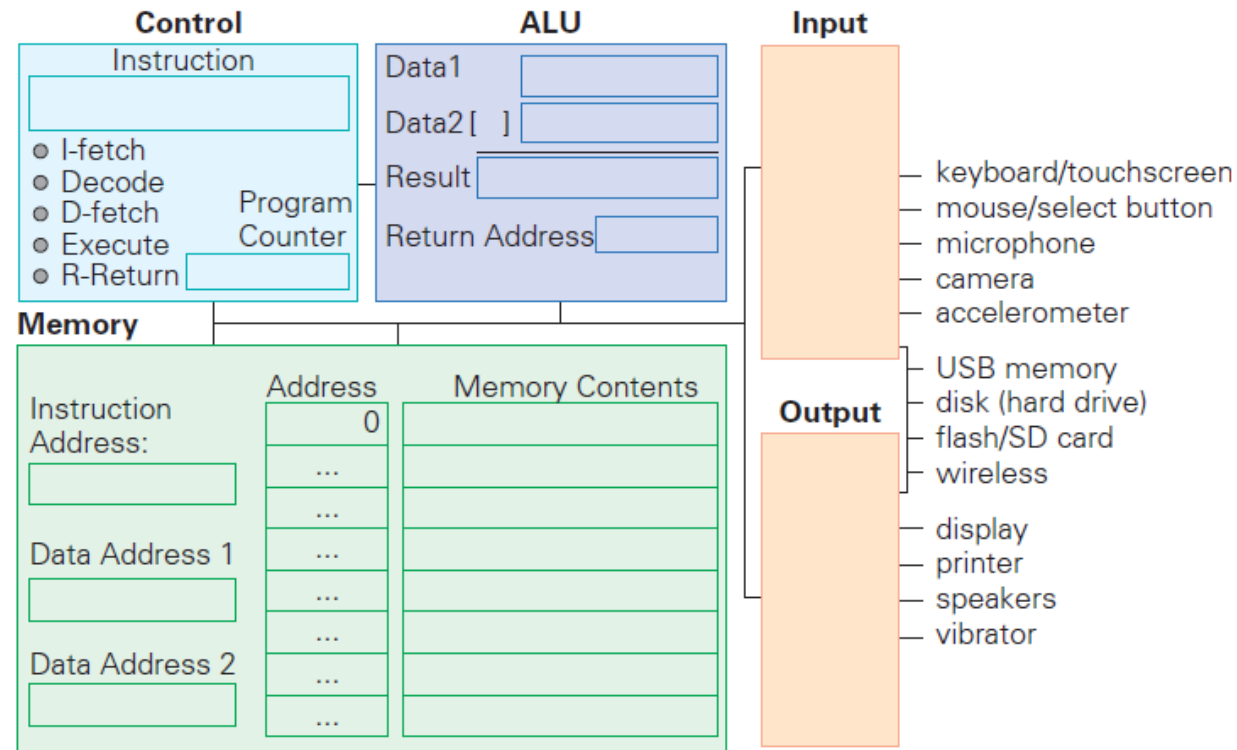 Control
Instruction
I-fetch
Decode
D-fetch
Execute
R-Return
Program
Counter
ALU
Data1
Data2 [ ]
Result
Return Address
Input
keyboard/touchscreen
mouse/select button
microphone
camera
accelerometer
USB memory
disk (hard drive)
flash/SD card
wireless
Output
display
printer
speakers
vibrator
Memory
Instruction
Address:
Data Address 1
Data Address 2
Address
0
...
...
...
...
...
...
...
Memory Contents